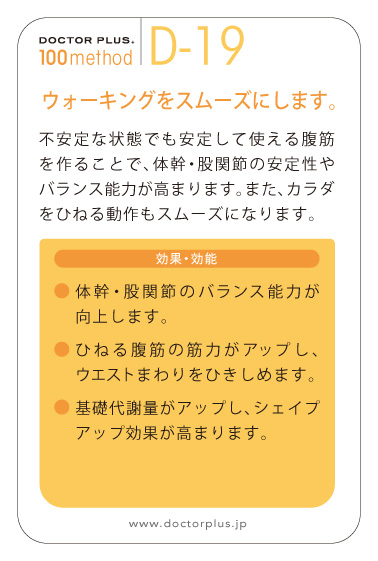 DOCTOR PLUS.
100method
D-19
ウォーキングをスムーズにします。
不安定な状態でも安定して使える腹筋
を作ることで、体幹・股関節の安定性や
バランス能力が高まります。また、カラダ
をひねる動作もスムーズになります。
効果・効能
● 体幹・股関節のバランス能力が
向上します。
● ひねる腹筋の筋力がアップし、
ウエストまわりをひきしめます。
● 基礎代謝量がアップし、シェイプ
アップ効果が高まります。
www.doctorplus.jp